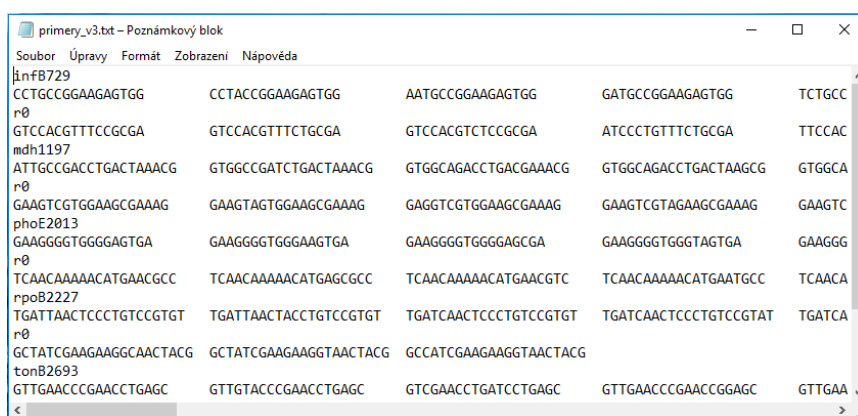 primery_v3.txt – Poznámkový blok
Soubor Úpravy Formát Zobrazení Nápověda
infB729
CCTGCCGGAAGAGTGG CCTACCGGAAGAGTGG AATGCCGGAAGAGTGG GATGCCGGAAGAGTGG TCTGCC
r0
GTCCACGTTTCCGCGA GTCCACGTTTCTGCGA GTCCACGTCTCCGCGA ATCCCTGTTTCTGCGA TTCCAC
mdh1197
ATTGCCGACCTGACTAAACG GTGGCCGATCTGACTAAACG GTGGCAGACCTGACGAAACG GTGGCAGACCTGACTAAGCG GTGGCA
r0
GAAGTCGTGGAAGCGAAAG GAAGTAGTGGAAGCGAAAG GAGGTCGTGGAAGCGAAAG GAAGTCGTAGAAGCGAAAG GAAGTC
phoE2013
GAAGGGGTGGGGAGTGA GAAGGGGTGGGAAGTGA GAAGGGGTGGGGAGCGA GAAGGGGTGGGTAGTGA GAAGGG
r0
TCAACAAAAACATGAACGCC TCAACAAAAACATGAGCGCC TCAACAAAAACATGAACGTC TCAACAAAAACATGAATGCC TCAACA
rpoB2227
TGATTAACTCCCTGTCCGTGT TGATTAACTACCTGTCCGTGT TGATCAACTCCCTGTCCGTGT TGATCAACTCCCTGTCCGTAT TGATCA
r0
GCTATCGAAGAAGGCAACTACG GCTATCGAAGAAGGTAACTACG GCCATCGAAGAAGGTAACTACG
tonB2693
GTTGAACCCGAACCTGAGC GTTGTACCCGAACCTGAGC GTCGAACCTGATCCTGAGC GTTGAACCCGAACCGGAGC GTTGAA